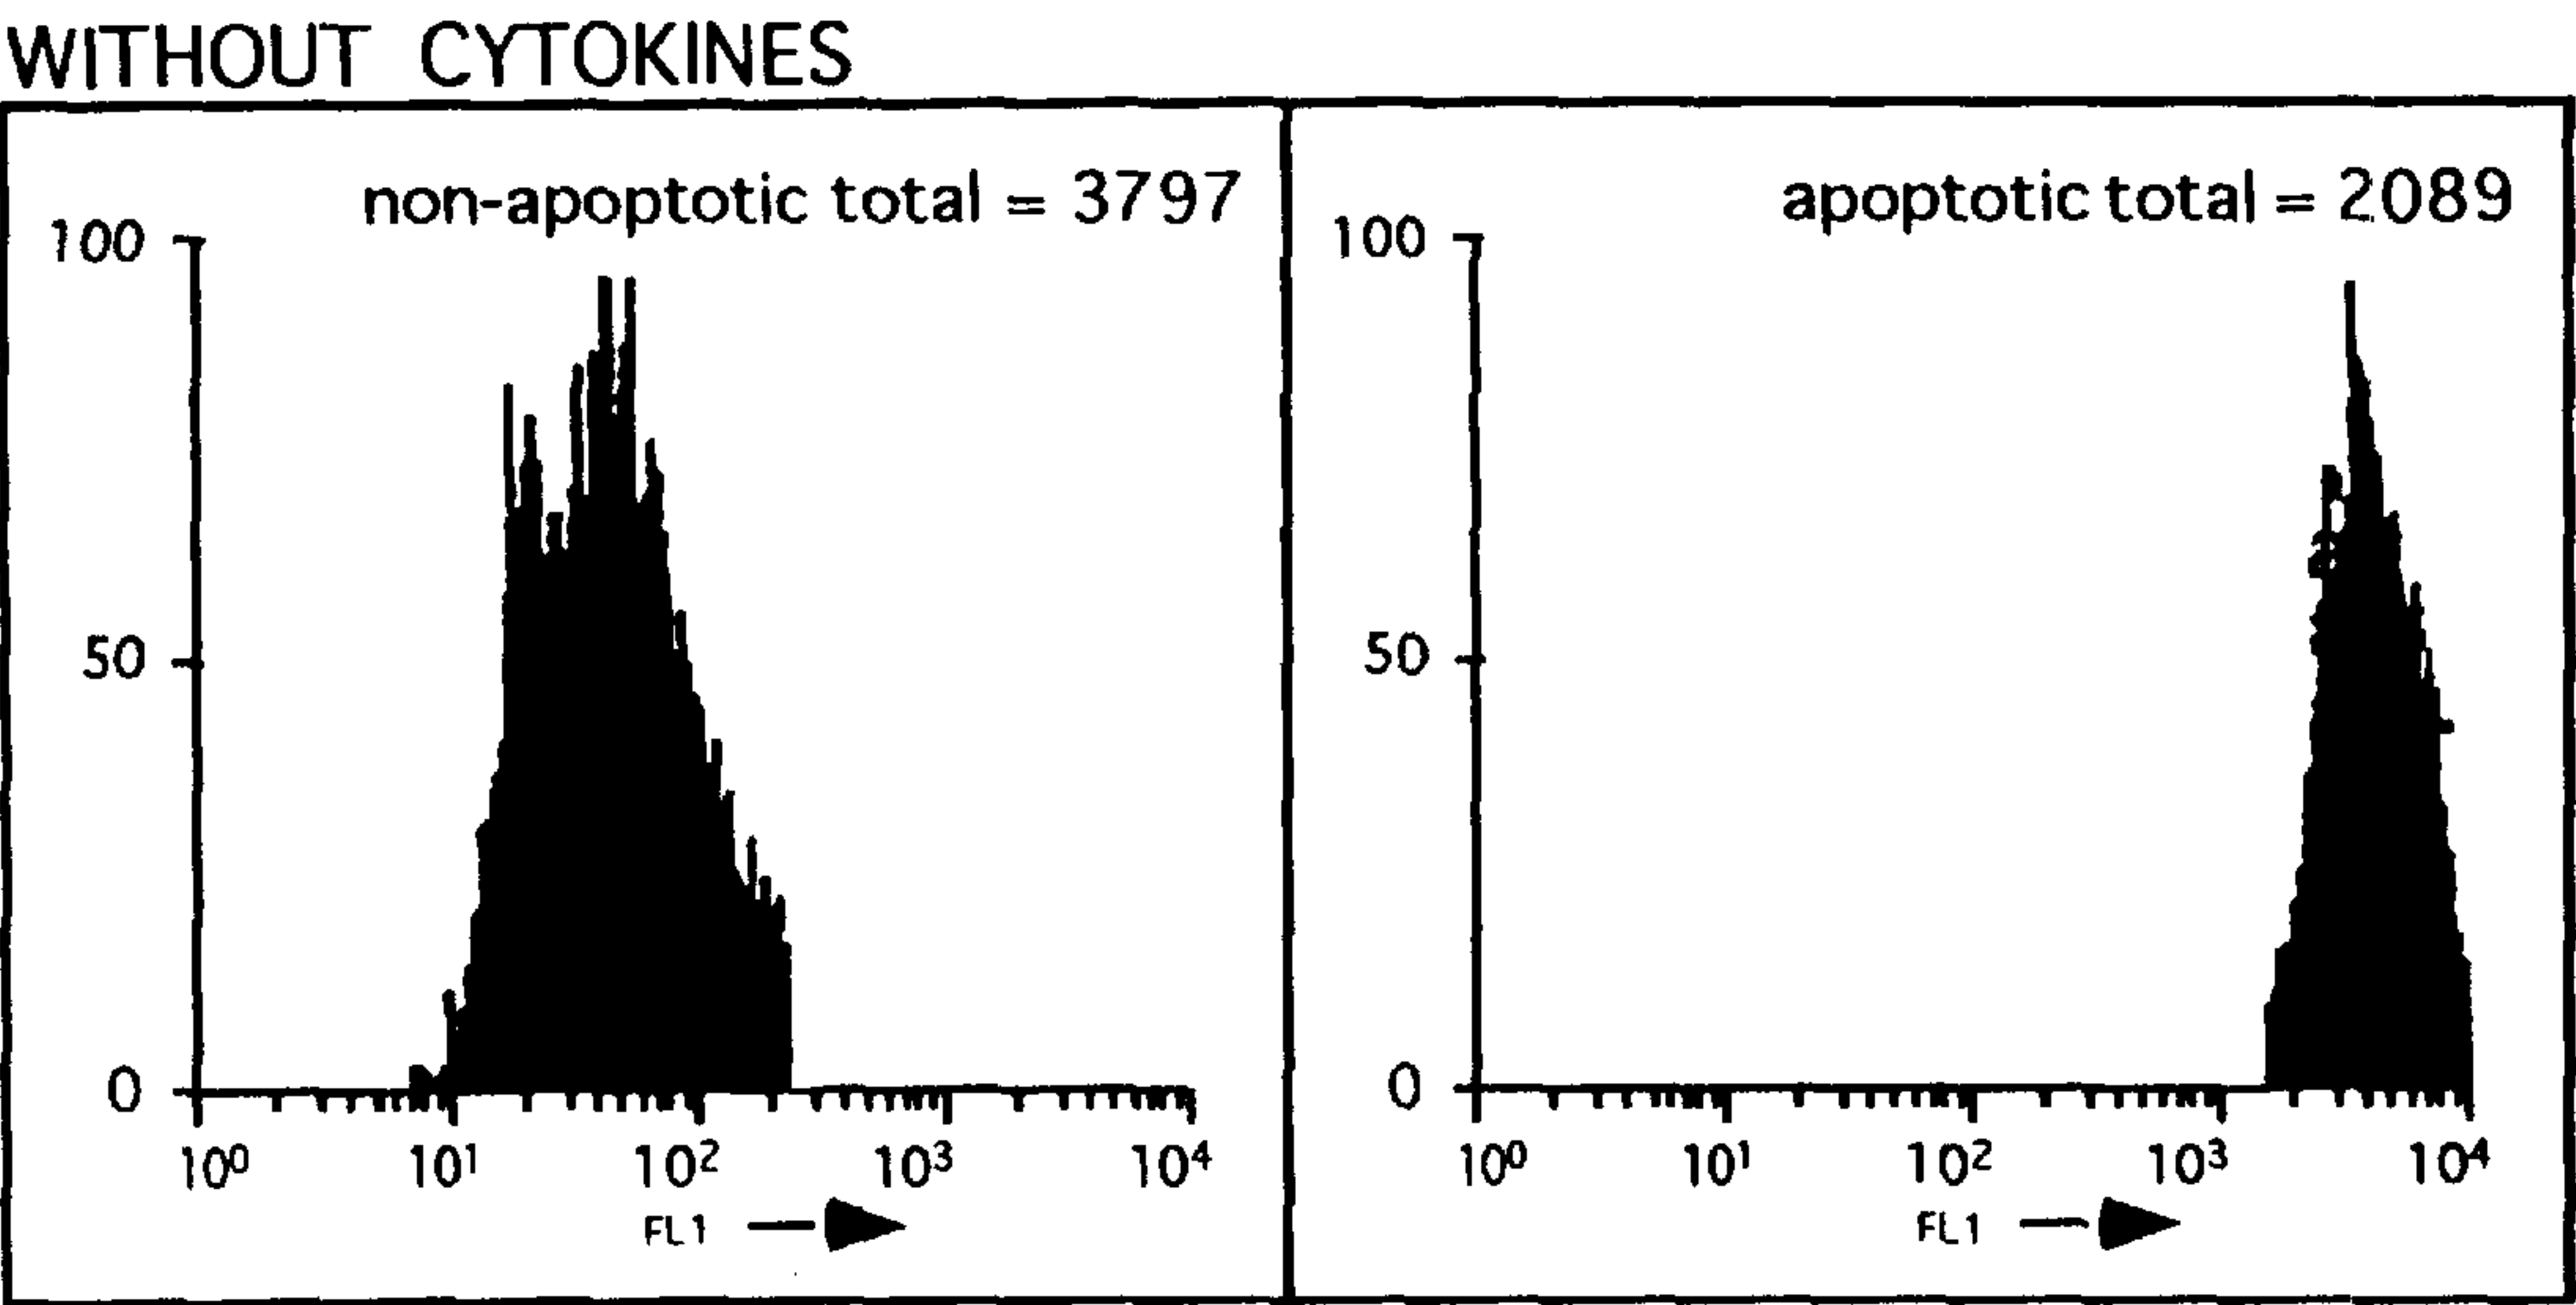 WITHOUT CYTOKINES
non-apoptotic total = 3797
100
50
0
10⁰ 10¹ 10² 10³ 10⁴
FL1
apoptotic total = 2089
100
50
0
10⁰ 10¹ 10² 10³ 10⁴
FL1